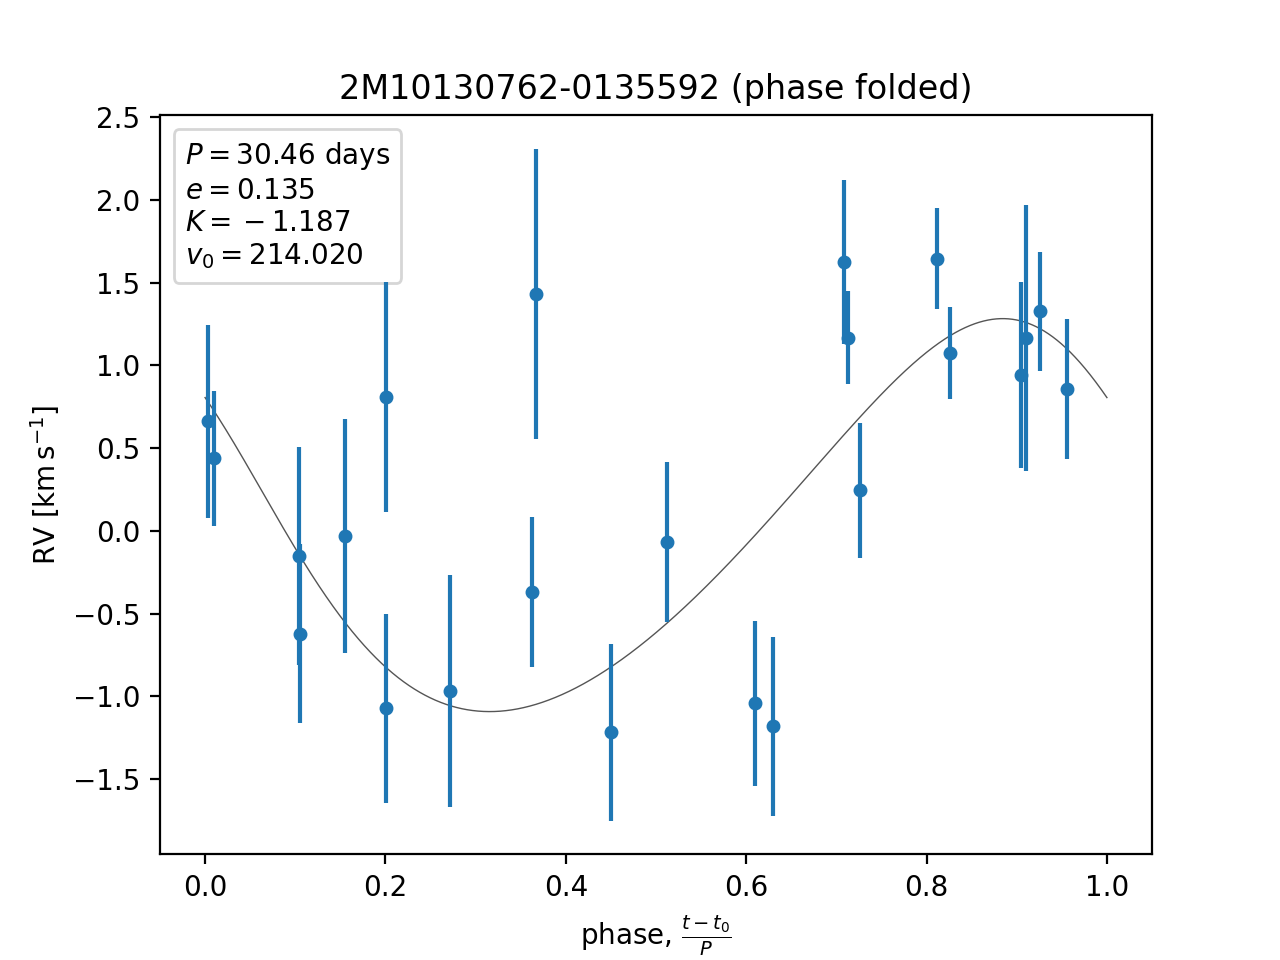 2M10130762-0135592 (phase folded)
P = 30.46 days
e = 0.135
K = −1.187
v₀ = 214.020
2.5
2.0
1.5
1.0
0.5
0.0
−0.5
−1.0
−1.5
RV [km s⁻¹]
0.0 0.2 0.4 0.6 0.8 1.0
phase, (t − t₀)/P